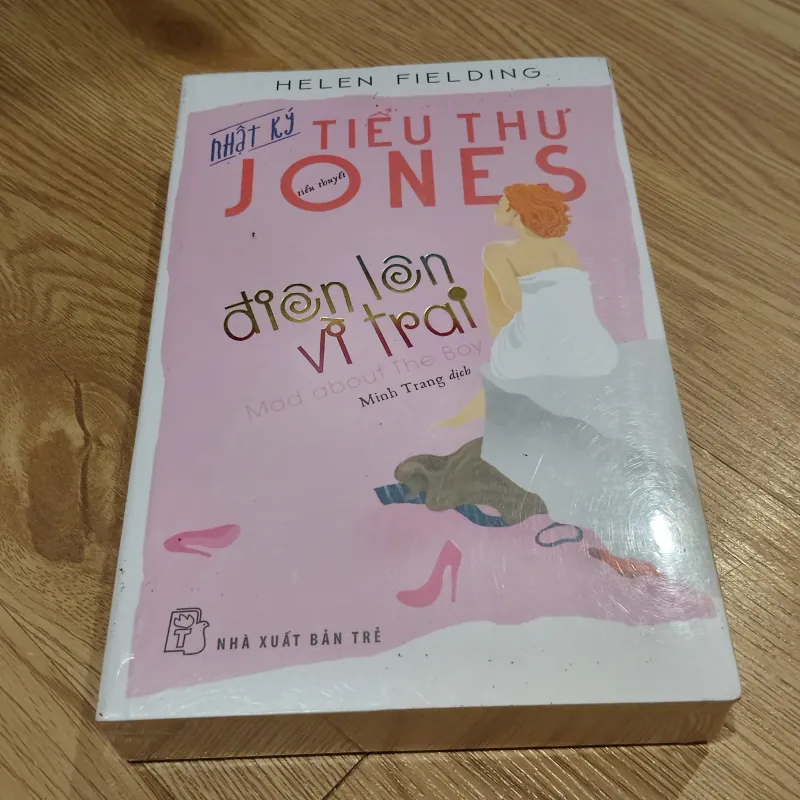 HELEN FIELDING
NHẬT KÝ
TIỂU THƯ
JONES
tiểu thuyết
điên lên
vì trai
Mad about The Boy
Minh Trang dịch
T
NHÀ XUẤT BẢN TRẺ